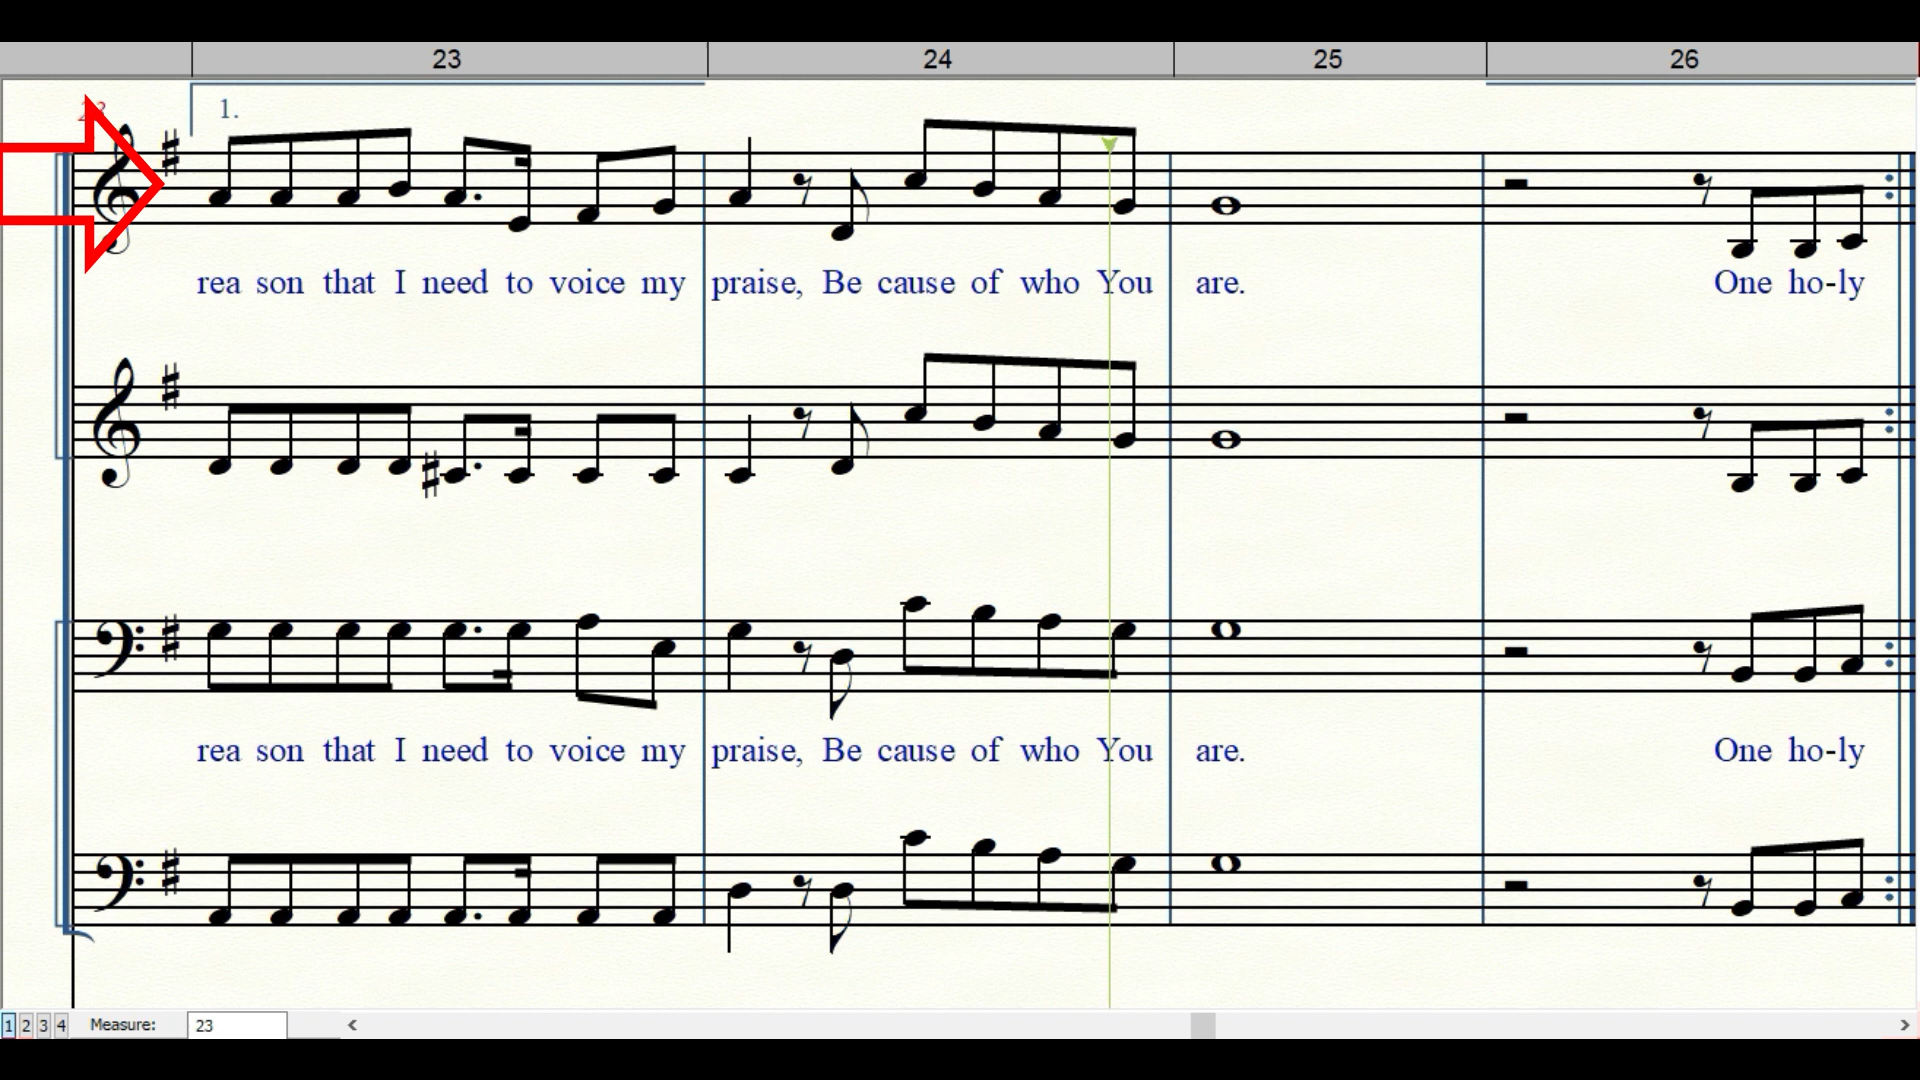 23 24 25 26
1.
rea son that I need to voice my praise, Be cause of who You are. One ho-ly
rea son that I need to voice my praise, Be cause of who You are. One ho-ly
1 2 3 4 Measure: 23